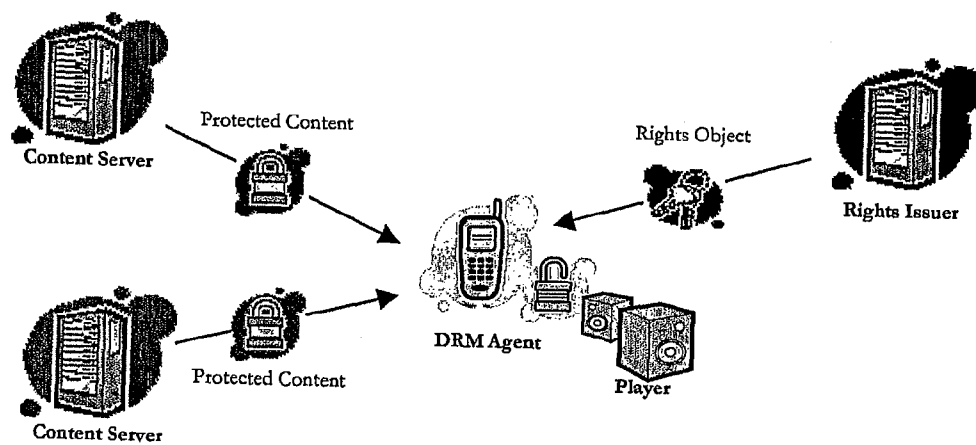 Protected Content
Content Server
Rights Object
Rights Issuer
DRM Agent
Protected Content
Player
Content Server